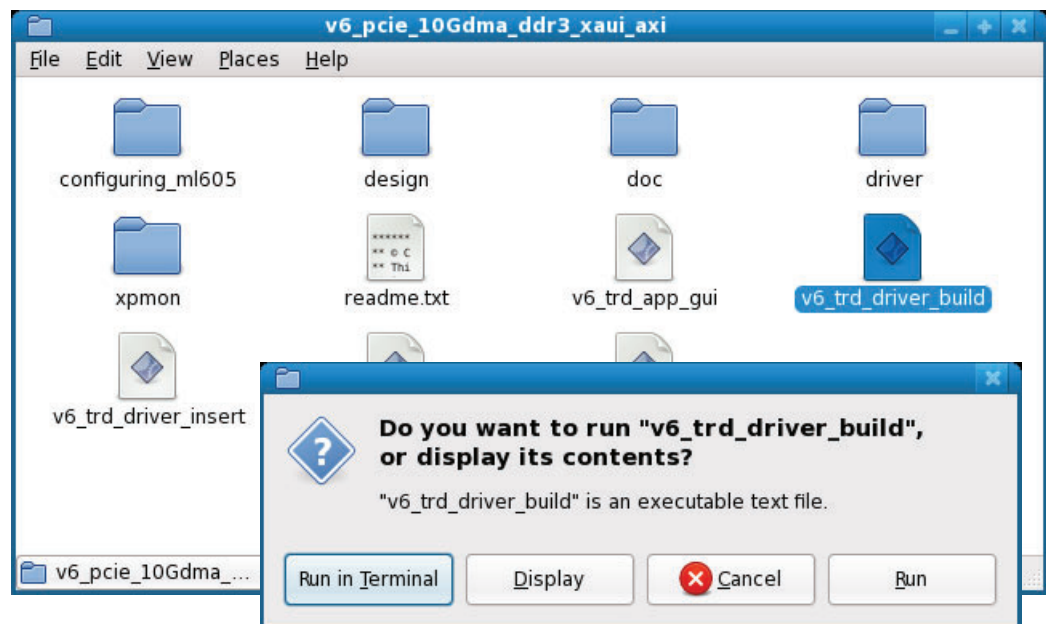 v6_pcie_10Gdma_ddr3_xaui_axi
File Edit View Places Help
configuring_ml605 design doc driver
******
** © C
** Thi
xpmon readme.txt v6_trd_app_gui v6_trd_driver_build
v6_trd_driver_insert
Do you want to run "v6_trd_driver_build",
or display its contents?
"v6_trd_driver_build" is an executable text file.
v6_pcie_10Gdma_...
Run in Terminal Display Cancel Run